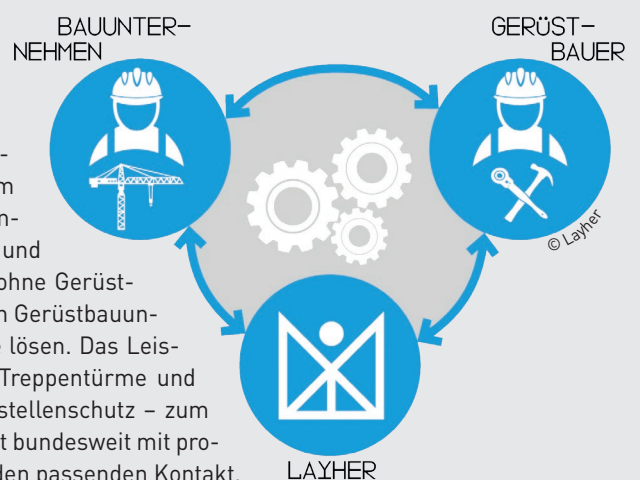 BAUUNTER-
NEHMEN
GERÜST-
BAUER
-
m
n-
und
ohne Gerüst-
n Gerüstbauun-
lösen. Das Leis-
Treppentürme und
stellenschutz – zum
t bundesweit mit pro-
den passenden Kontakt.
© Layher
LAYHER